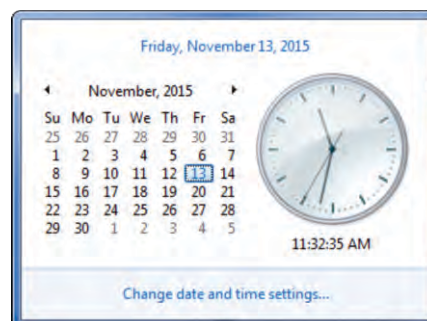 Friday, November 13, 2015
November, 2015
Su Mo Tu We Th Fr Sa
25 26 27 28 29 30 31
1 2 3 4 5 6 7
8 9 10 11 12 13 14
15 16 17 18 19 20 21
22 23 24 25 26 27 28
29 30 1 2 3 4 5
11:32:35 AM
Change date and time settings...